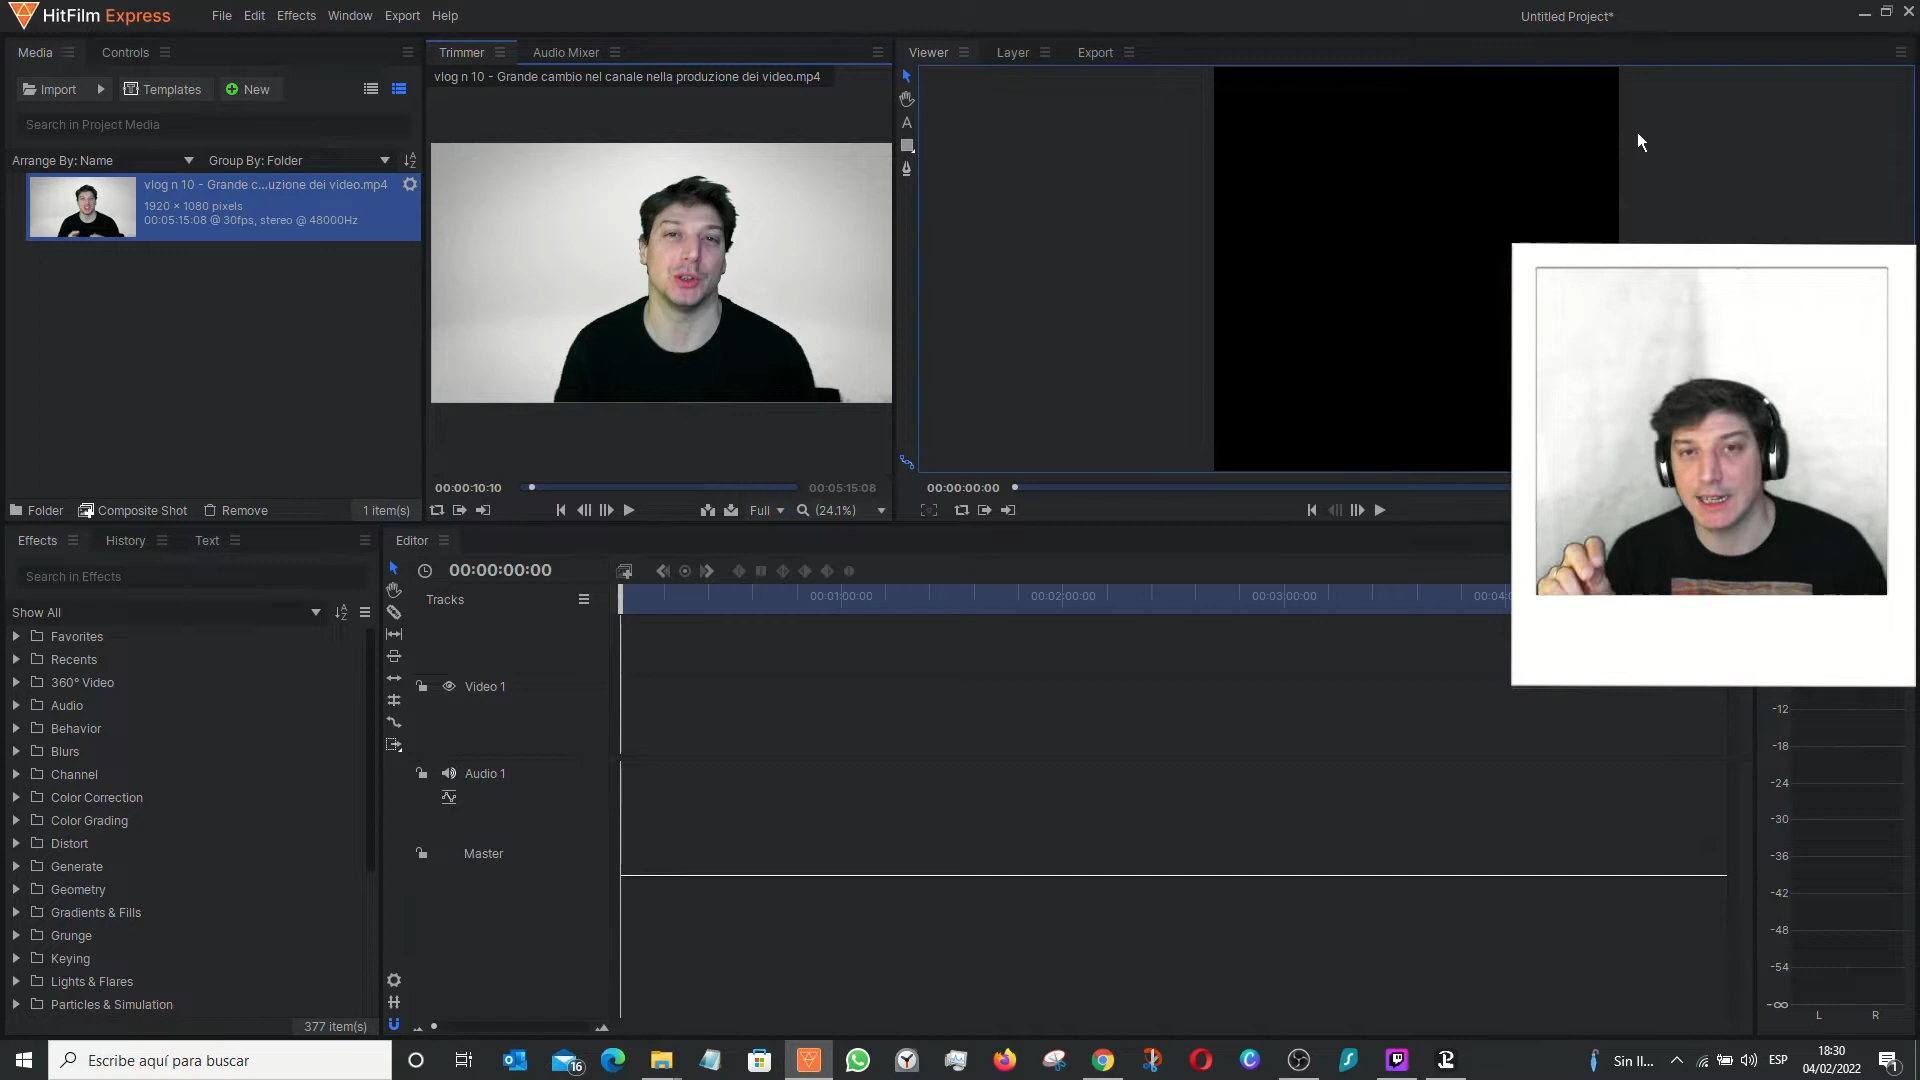 HitFilm Express
File Edit Effects Window Export Help
Untitled Project*
Media Controls
Trimmer Audio Mixer
Viewer Layer Export
Import Templates New
vlog n 10 - Grande cambio nel canale nella produzione dei video.mp4
Search in Project Media
Arrange By: Name Group By: Folder
vlog n 10 - Grande c...uzione dei video.mp4
1920 × 1080 pixels
00:05:15:08 @ 30fps, stereo @ 48000Hz
00:00:10:10 00:05:15:08
00:00:00:00
Folder Composite Shot Remove 1 item(s)
Full (24.1%)
Effects History Text
Editor
Search in Effects
00:00:00:00
Tracks
00:01:00:00 00:02:00:00 00:03:00:00 00:04:0
Show All
Favorites
Recents
360° Video
Audio
Behavior
Blurs
Channel
Color Correction
Color Grading
Distort
Generate
Geometry
Gradients & Fills
Grunge
Keying
Lights & Flares
Particles & Simulation
377 item(s)
Video 1
Audio 1
Master
-12
-18
-24
-30
-36
-42
-48
-54
-∞
L R
Escribe aquí para buscar
16
Sin ll...
ESP
18:30
04/02/2022
1